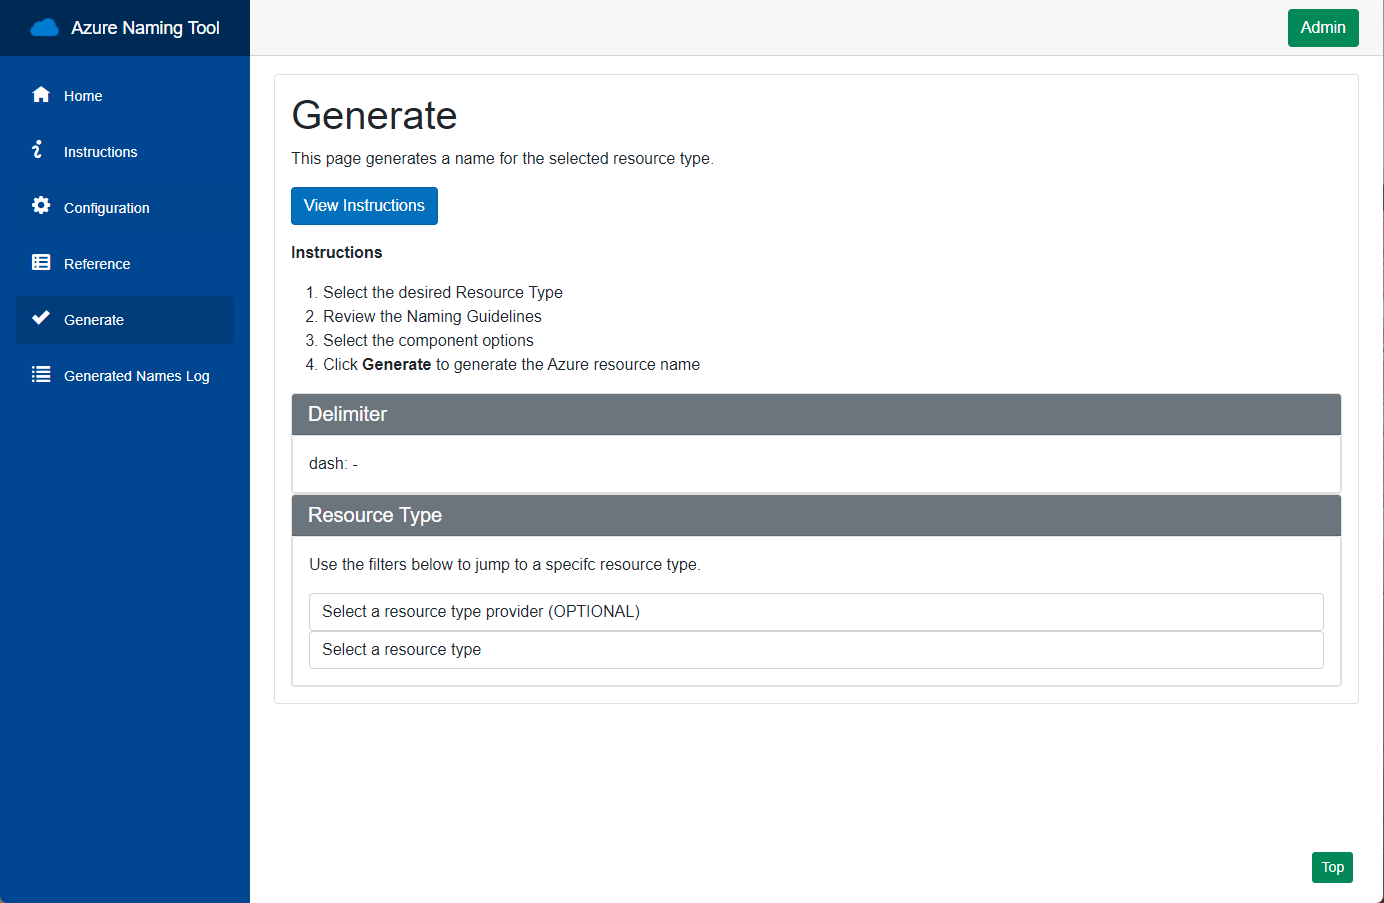 Azure Naming Tool
Admin
Home
Instructions
Configuration
Reference
Generate
Generated Names Log
Generate
This page generates a name for the selected resource type.
View Instructions
Instructions
1. Select the desired Resource Type
2. Review the Naming Guidelines
3. Select the component options
4. Click Generate to generate the Azure resource name
Delimiter
dash: -
Resource Type
Use the filters below to jump to a specifc resource type.
Select a resource type provider (OPTIONAL)
Select a resource type
Top